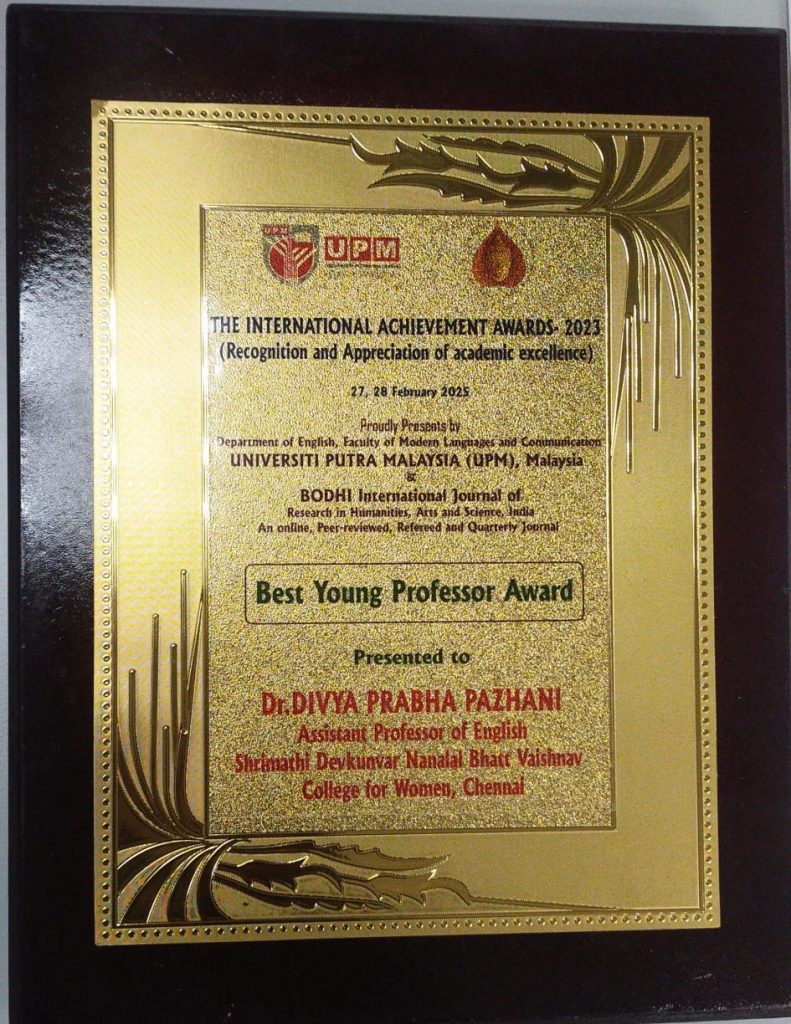 UPM
UPM
THE INTERNATIONAL ACHIEVEMENT AWARDS- 2023
(Recognition and Appreciation of academic excellence)
27, 28 February 2025
Proudly Presents by
Department of English, Faculty of Modern Languages and Communication
UNIVERSITI PUTRA MALAYSIA (UPM), Malaysia
&
BODHI International Journal of
Research in Humanities, Arts and Science, India
An online, Peer-reviewed, Refereed and Quarterly Journal
Best Young Professor Award
Presented to
Dr.DIVYA PRABHA PAZHANI
Assistant Professor of English
Shrimathi Devkunvar Nanalal Bhatt Vaishnav
College for Women, Chennai